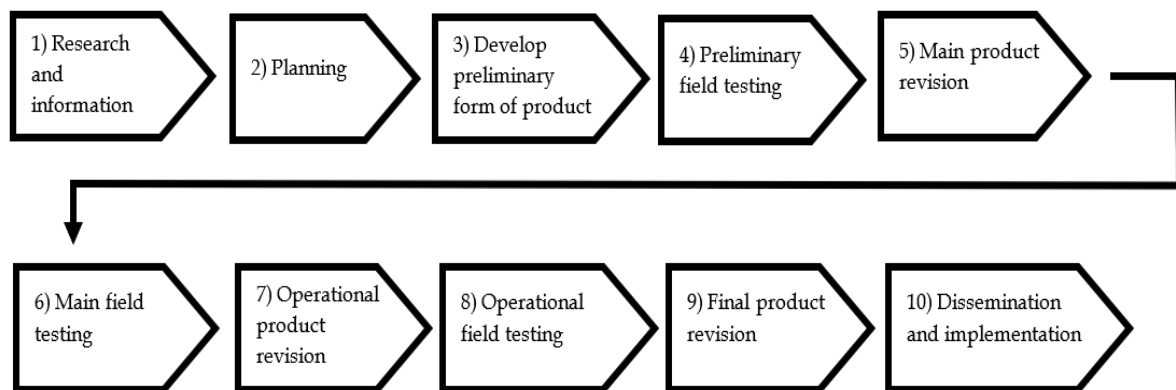 1) Research
and
information
2) Planning
3) Develop
preliminary
form of product
4) Preliminary
field testing
5) Main product
revision
6) Main field
testing
7) Operational
product
revision
8) Operational
field testing
9) Final product
revision
10) Dissemination
and implementation